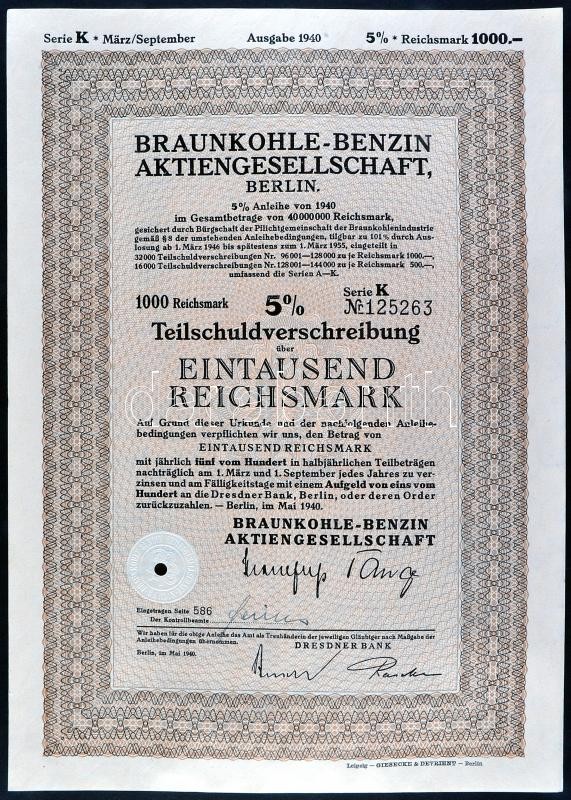 Serie K * März/September Ausgabe 1940 5% * Reichsmark 1000.—
BRAUNKOHLE-BENZIN
AKTIENGESELLSCHAFT,
BERLIN.
5% Anleihe von 1940
im Gesamtbetrage von 40000000 Reichsmark,
gesichert durch Bürgschaft der Pflichtgemeinschaft der Braunkohlenindustrie
gemäß § 8 der umstehenden Anleihebedingungen, tilgbar zu 101% durch Aus-
losung ab 1. März 1946 bis spätestens zum 1. März 1955, eingeteilt in
32000 Teilschuldverschreibungen Nr. 96001—128000 zu je Reichsmark 1000.—,
16000 Teilschuldverschreibungen Nr. 128001—144000 zu je Reichsmark 500.—,
umfassend die Serien A—K.
1000 Reichsmark 5% Serie K
№ 125263
Teilschuldverschreibung
über
EINTAUSEND
REICHSMARK
Auf Grund dieser Urkunde und der nachfolgenden Anleihe-
bedingungen verpflichten wir uns, den Betrag von
EINTAUSEND REICHSMARK
mit jährlich fünf vom Hundert in halbjährlichen Teilbeträgen
nachträglich am 1. März und 1. September jedes Jahres zu ver-
zinsen und am Fälligkeitstage mit einem Aufgeld von eins vom
Hundert an die Dresdner Bank, Berlin, oder deren Order
zurückzuzahlen. — Berlin, im Mai 1940.
BRAUNKOHLE-BENZIN
AKTIENGESELLSCHAFT
Eingetragen Seite 586
Der Kontrollbeamte
Wir haben für die obige Anleihe das Amt als Treuhänderin der jeweiligen Gläubiger nach Maßgabe der
Anleihebedingungen übernommen.
DRESDNER BANK
Berlin, im Mai 1940.
Leipzig — GIESECKE & DEVRIENT — Berlin